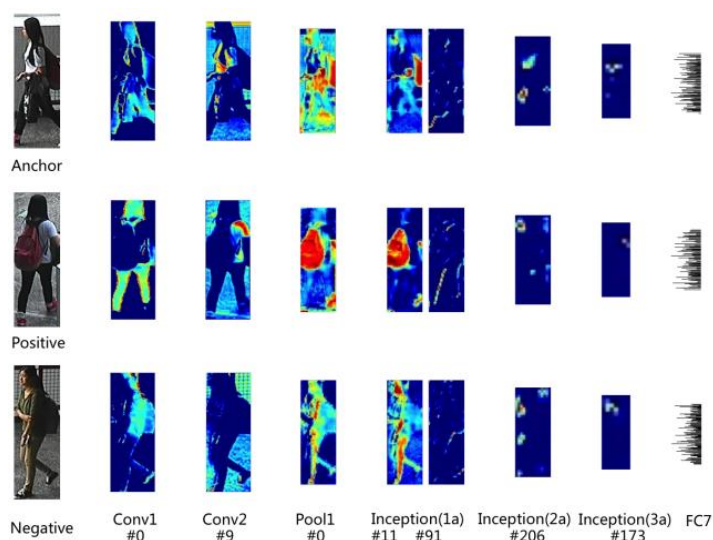 Anchor
Positive
Negative
Conv1 Conv2 Pool1 Inception(1a) Inception(2a) Inception(3a) FC7
#0 #9 #0 #11 #91 #206 #173